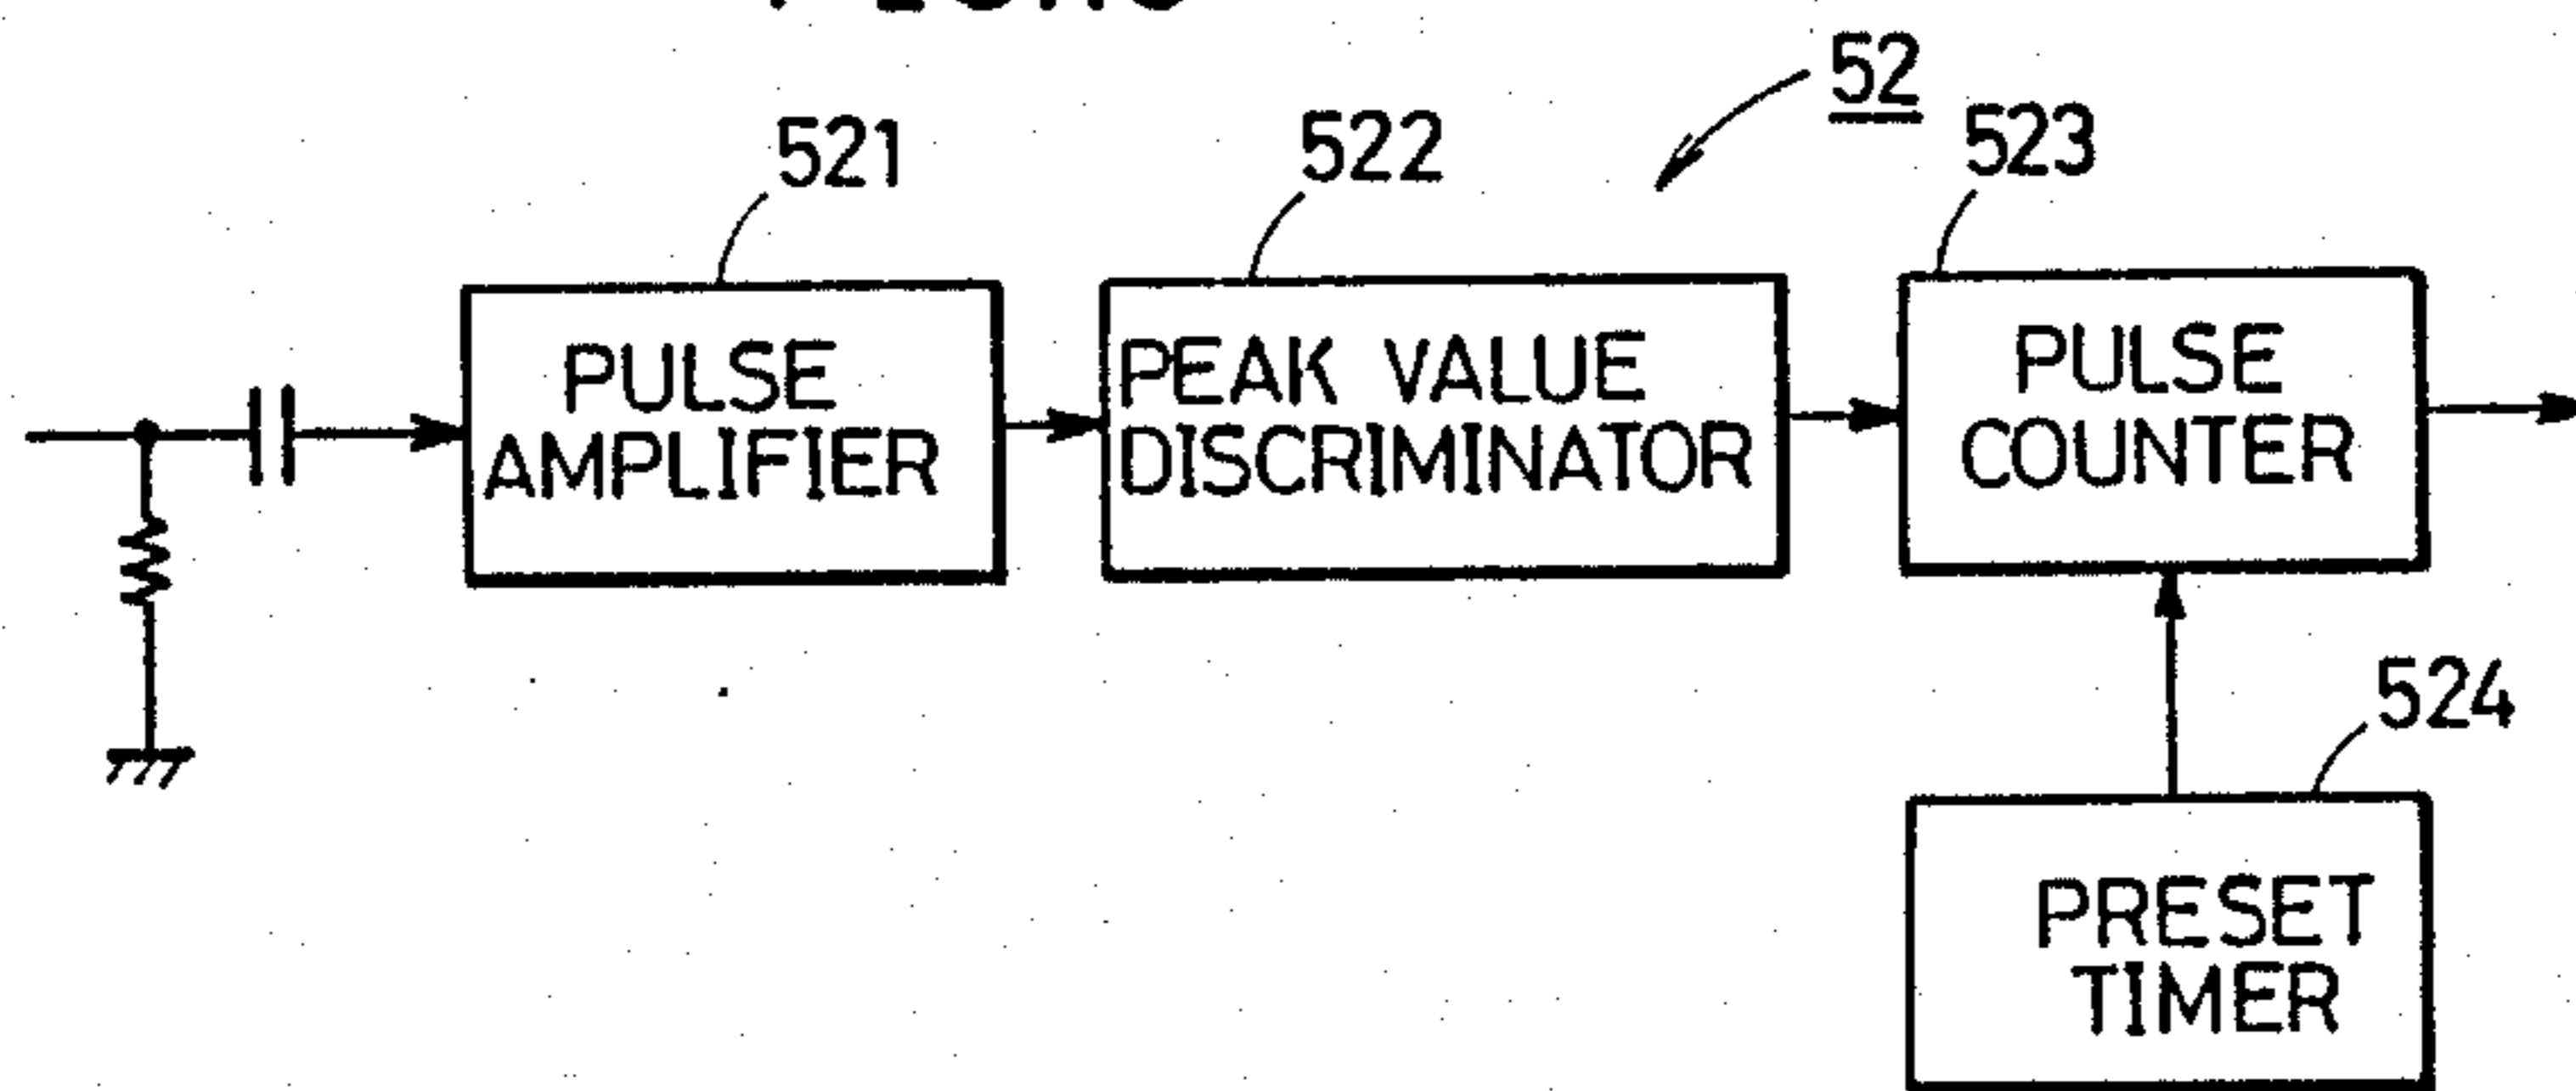 52
521
522
523
PULSE
AMPLIFIER
PEAK VALUE
DISCRIMINATOR
PULSE
COUNTER
524
PRESET
TIMER